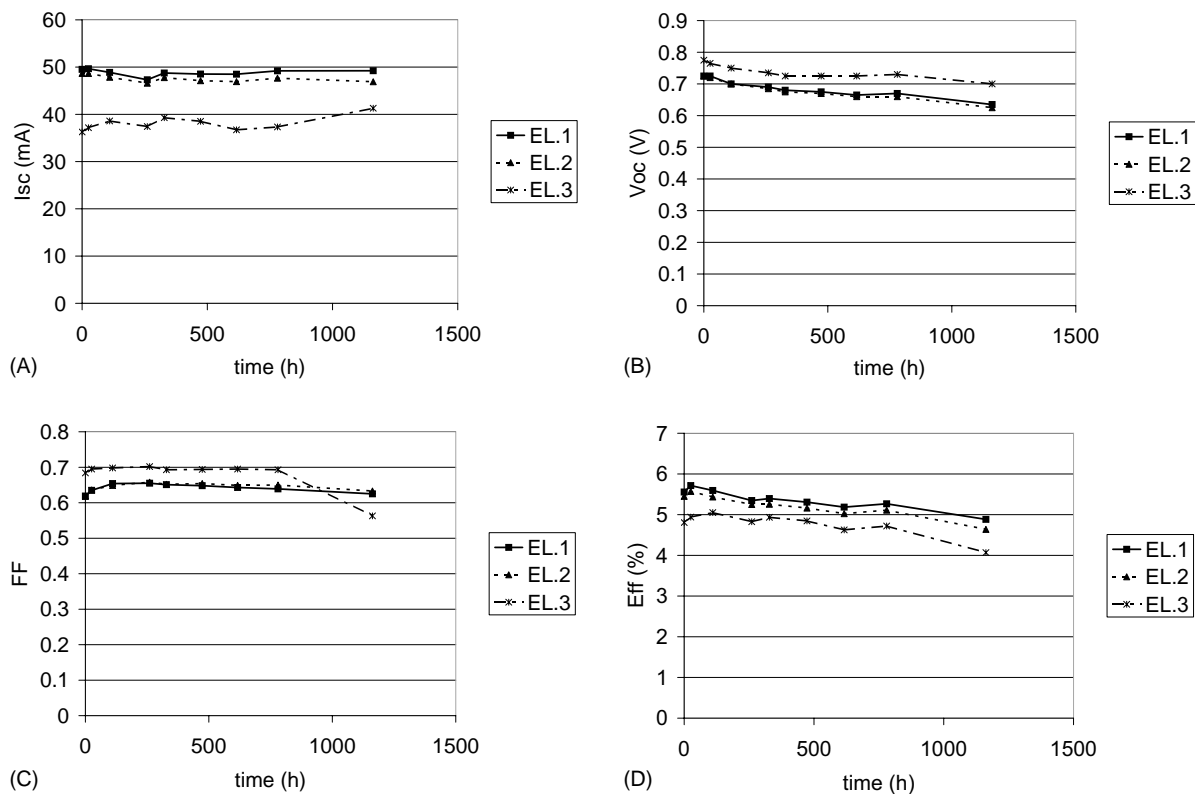 60
50
40
30
20
10
0
Isc (mA)
0 500 1000 1500
time (h)
EL.1
EL.2
EL.3
(A)
0.9
0.8
0.7
0.6
0.5
0.4
0.3
0.2
0.1
0
Voc (V)
0 500 1000 1500
time (h)
EL.1
EL.2
EL.3
(B)
0.8
0.7
0.6
0.5
0.4
0.3
0.2
0.1
0
FF
0 500 1000 1500
time (h)
EL.1
EL.2
EL.3
(C)
7
6
5
4
3
2
1
0
Eff (%)
0 500 1000 1500
time (h)
EL.1
EL.2
EL.3
(D)